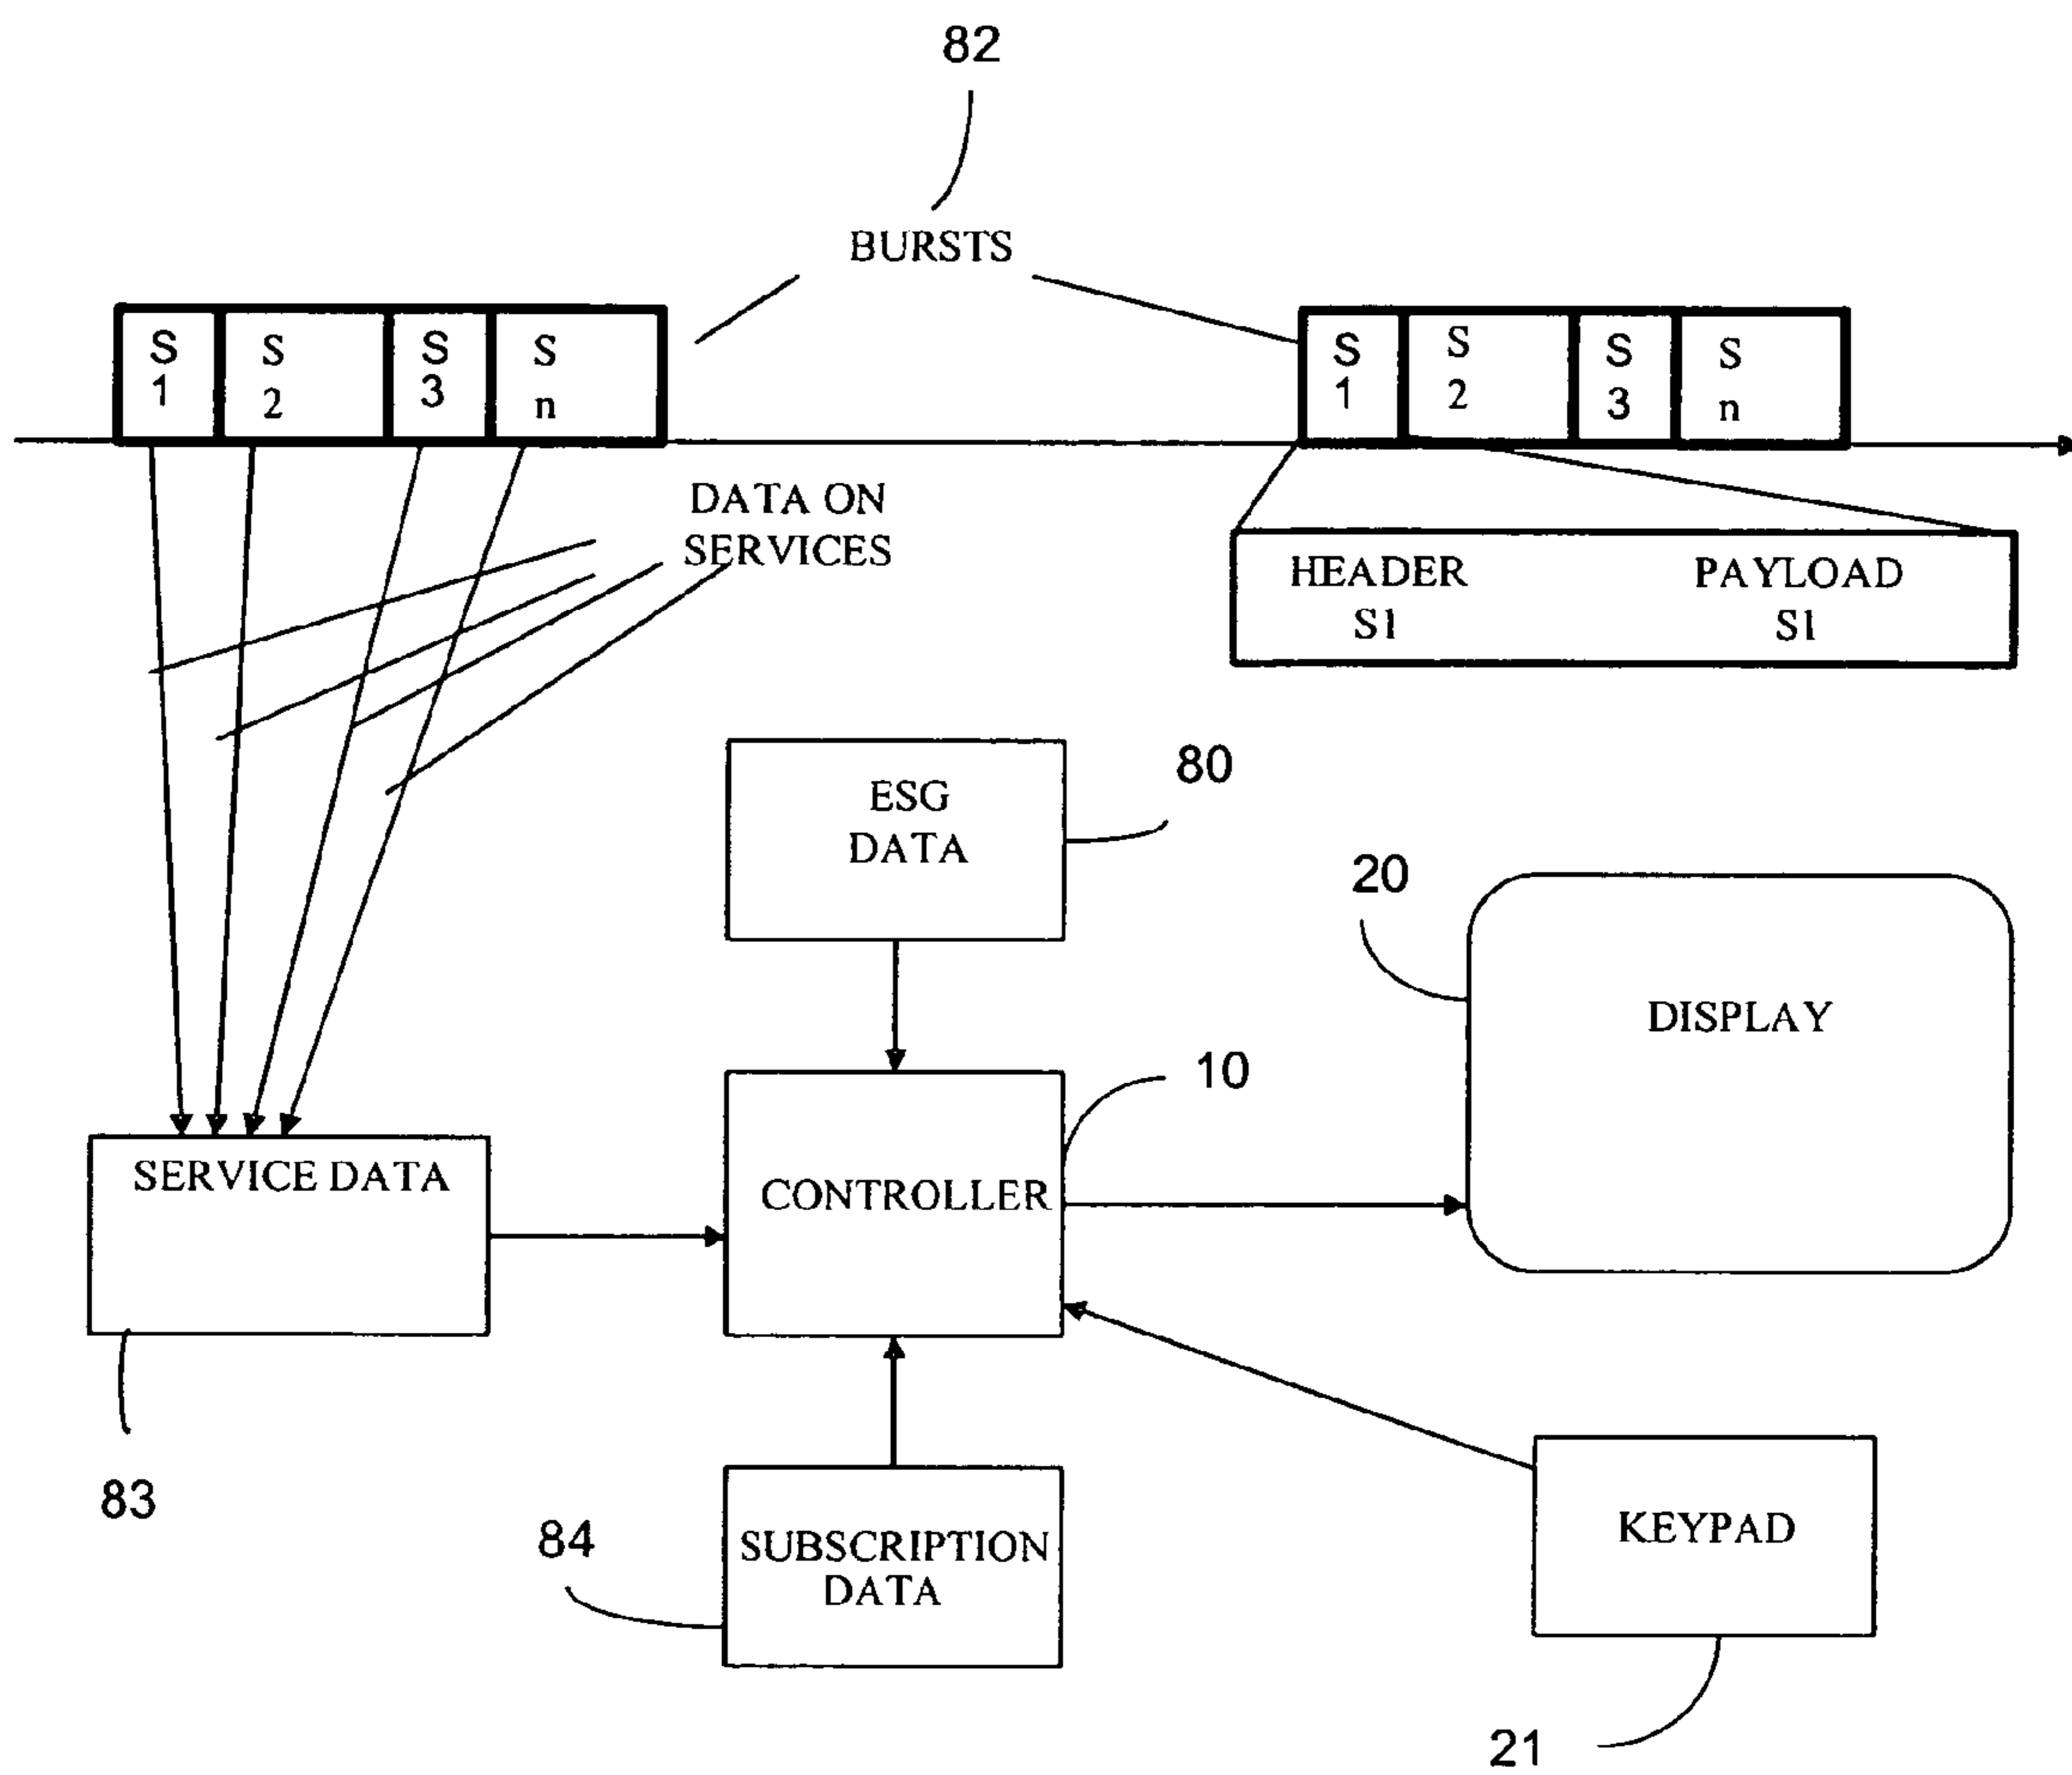 82
BURSTS
S
1
S
2
S
3
S
n
S
1
S
2
S
3
S
n
DATA ON
SERVICES
HEADER
S1
PAYLOAD
S1
ESG
DATA
80
20
DISPLAY
10
CONTROLLER
SERVICE DATA
83
84
SUBSCRIPTION
DATA
KEYPAD
21